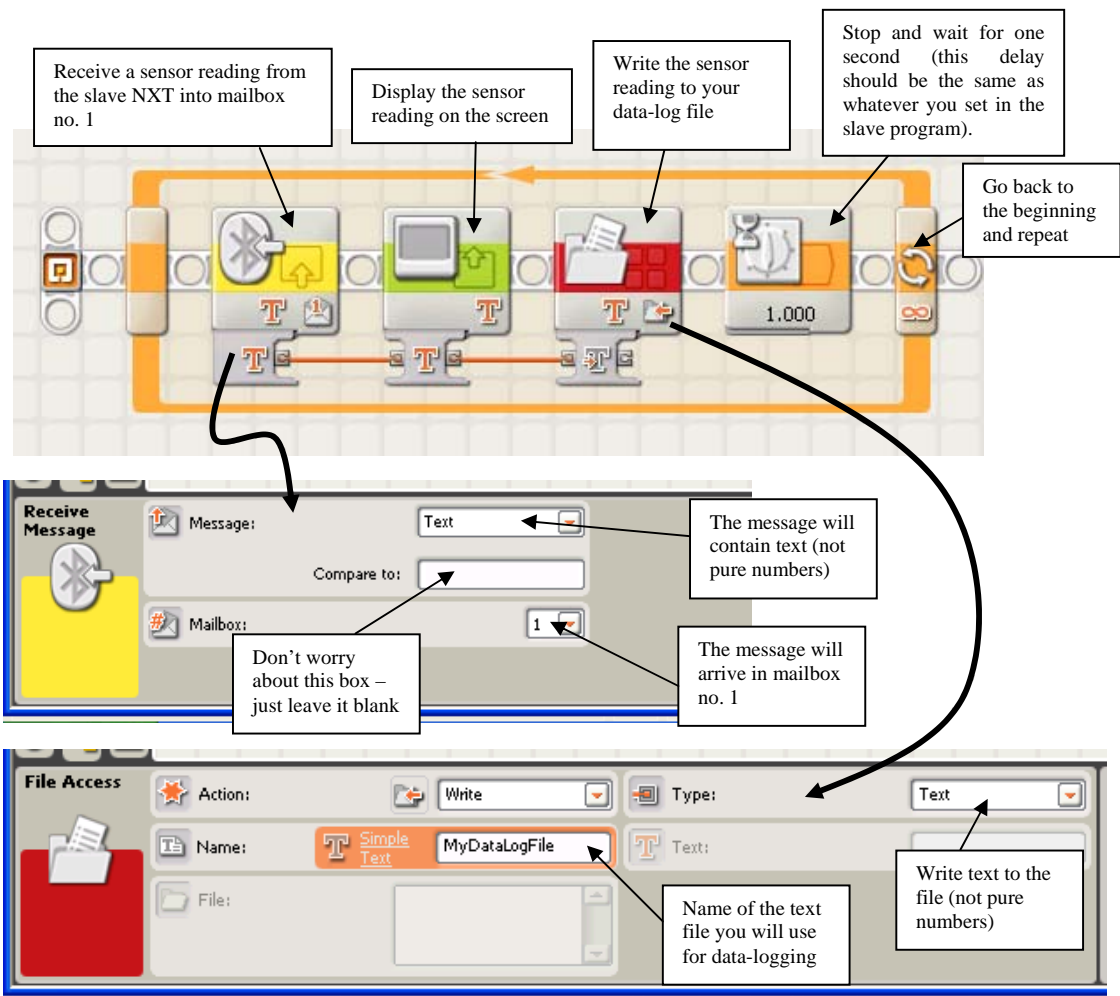 Receive a sensor reading from
the slave NXT into mailbox
no. 1
Display the sensor
reading on the screen
Write the sensor
reading to your
data-log file
Stop and wait for one
second (this delay
should be the same as
whatever you set in the
slave program).
Go back to
the beginning
and repeat
T 1
T
T
1.000
∞
T
T
T
Receive
Message
Message:
Text
Compare to:
# Mailbox:
1
The message will
contain text (not
pure numbers)
Don't worry
about this box –
just leave it blank
The message will
arrive in mailbox
no. 1
File Access
Action:
Write
Type:
Text
Name:
T Simple
Text
MyDataLogFile
T Text:
File:
Name of the text
file you will use
for data-logging
Write text to the
file (not pure
numbers)